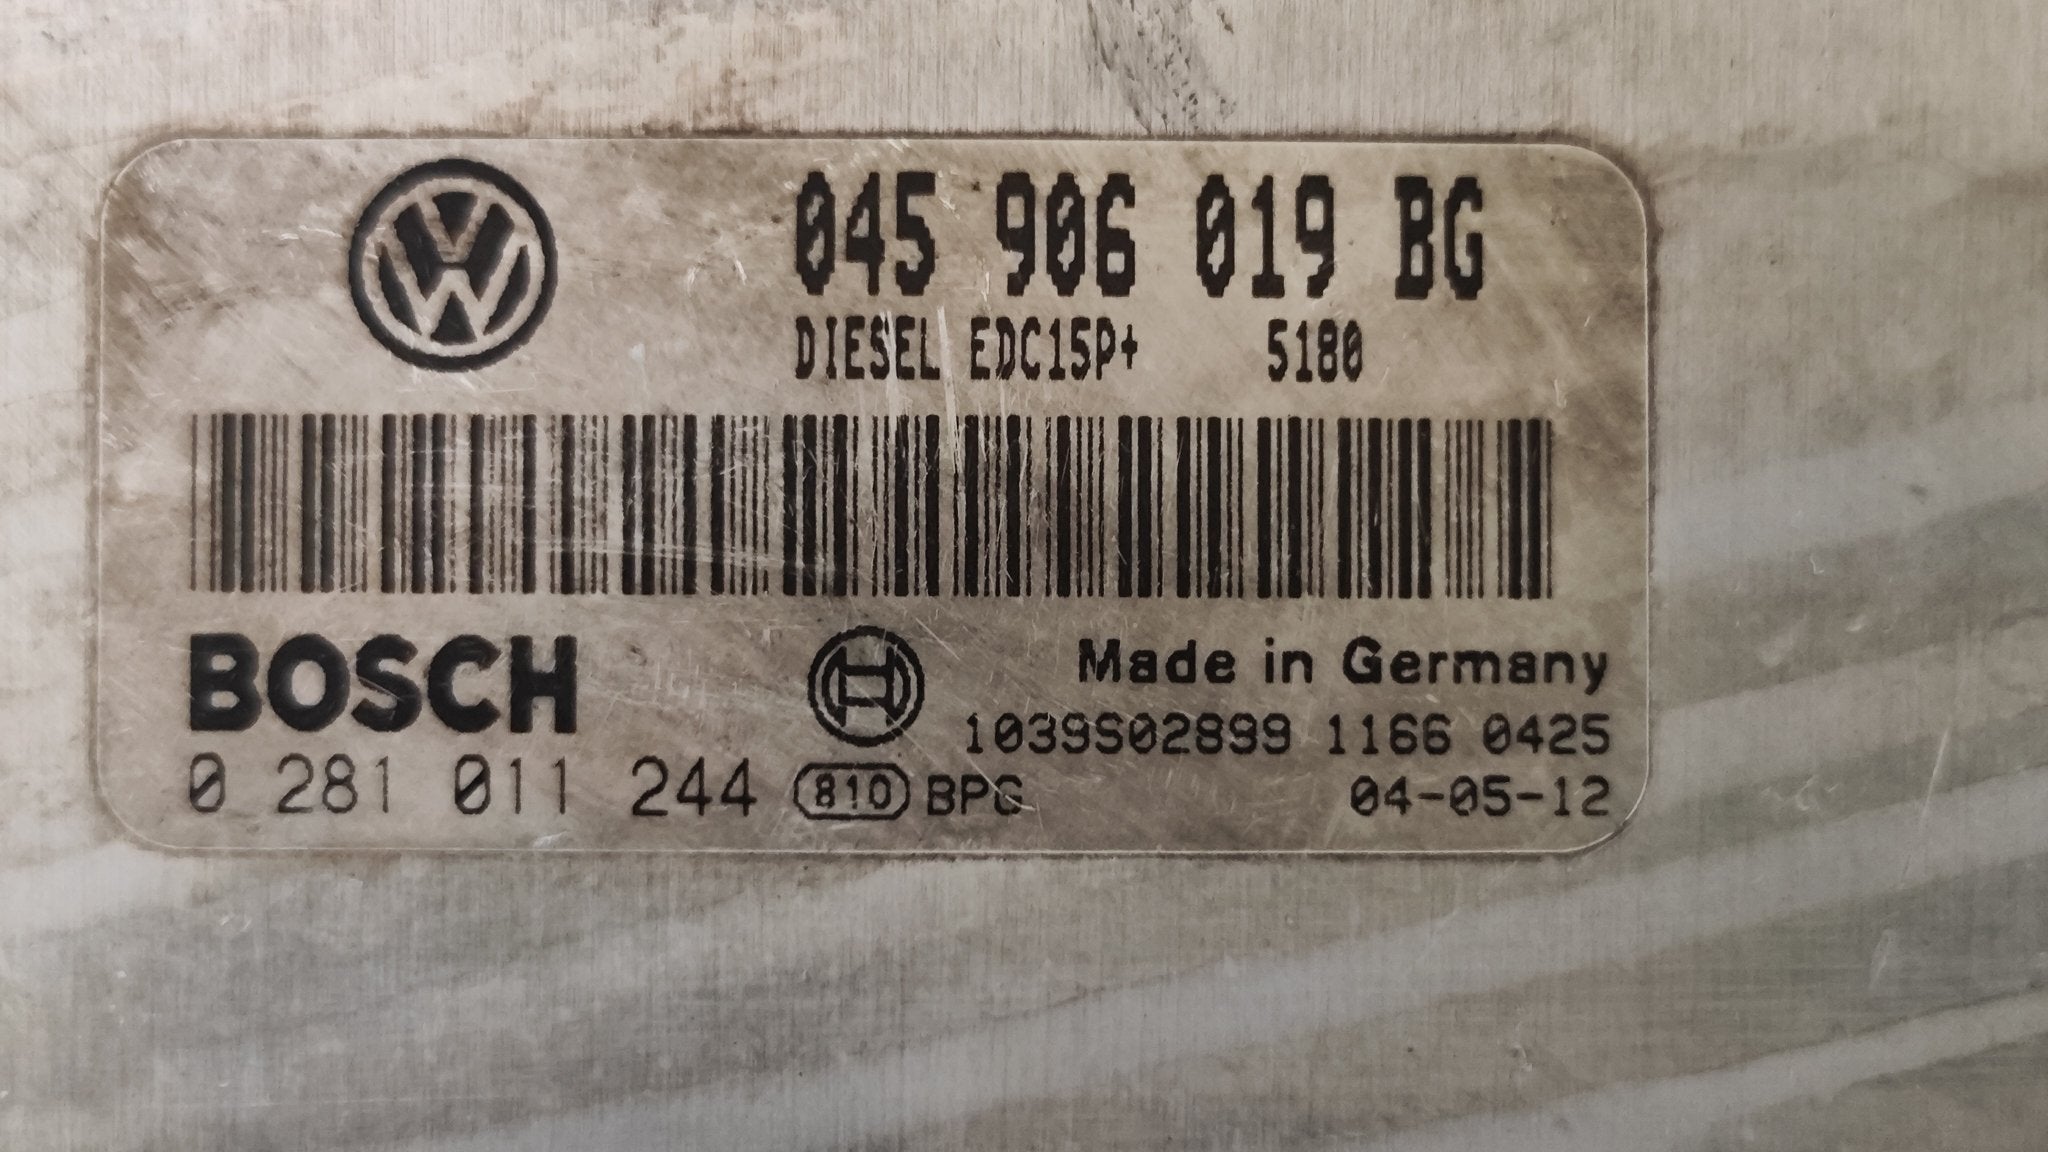 045 906 019 BG
DIESEL EDC15P+ 5180
BOSCH
Made in Germany
1039S02899 1166 0425
0 281 011 244 810 BPG 04-05-12